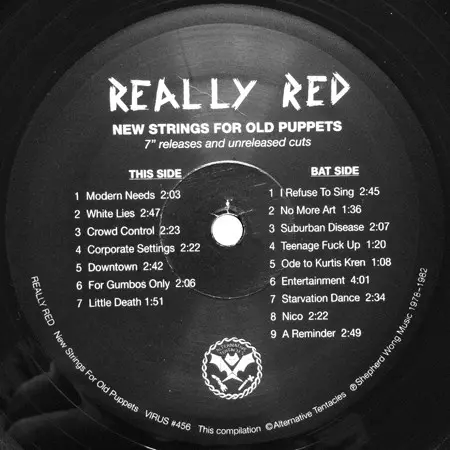 REALLY RED
NEW STRINGS FOR OLD PUPPETS
7" releases and unreleased cuts
THIS SIDE
1 Modern Needs 2:03
2 White Lies 2:47
3 Crowd Control 2:23
4 Corporate Settings 2:22
5 Downtown 2:42
6 For Gumbos Only 2:06
7 Little Death 1:51
BAT SIDE
1 I Refuse To Sing 2:45
2 No More Art 1:36
3 Suburban Disease 2:07
4 Teenage Fuck Up 1:20
5 Ode to Kurtis Kren 1:08
6 Entertainment 4:01
7 Starvation Dance 2:34
8 Nico 2:22
9 A Reminder 2:49
ALTERNATIVE
TENTACLES
REALLY RED New Strings For Old Puppets VIRUS #456 This compilation ©Alternative Tentacles ℗Shepherd Wong Music 1978-1982